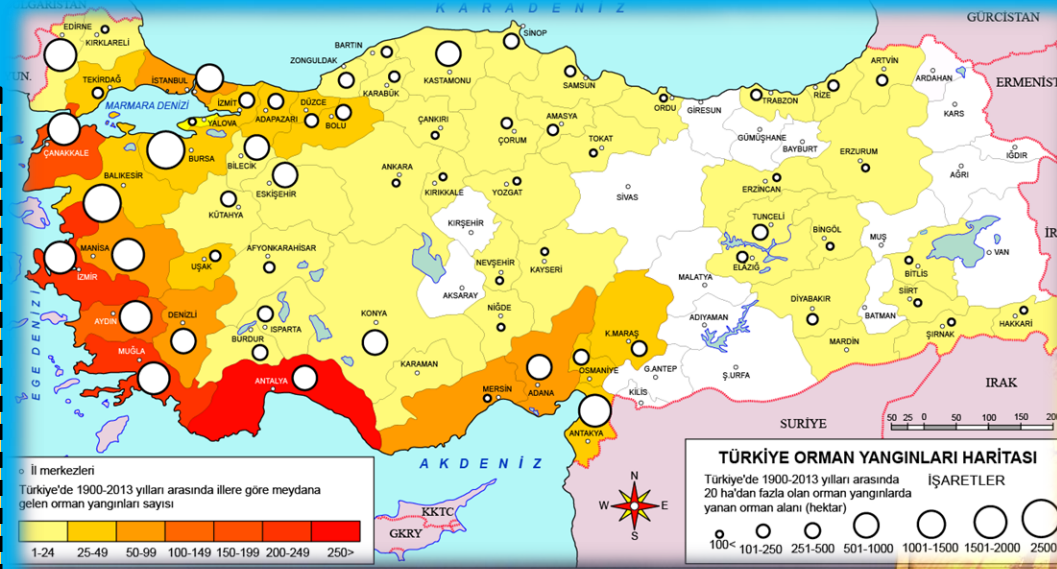 BULGARİSTAN
K A R A D E N İ Z
GÜRCİSTAN
EDİRNE
KIRKLARELİ
SİNOP
BARTIN
ZONGULDAK
KASTAMONU
ARTVİN
ARDAHAN
ERMENİST
YUN.
TEKİRDAĞ
İSTANBUL
KARABÜK
SAMSUN
MARMARA DENİZİ
İZMİT
DÜZCE
ORDU
GİRESUN
TRABZON
RİZE
KARS
YALOVA
ADAPAZARI
BOLU
ÇANKIRI
AMASYA
ÇORUM
TOKAT
GÜMÜŞHANE
BAYBURT
ÇANAKKALE
BURSA
BİLECİK
ERZURUM
IĞDIR
BALIKESİR
ESKİŞEHİR
ANKARA
KIRIKKALE
YOZGAT
SİVAS
ERZİNCAN
AĞRI
KÜTAHYA
KIRŞEHİR
TUNCELİ
BİNGÖL
MUŞ
İR
MANİSA
AFYONKARAHİSAR
UŞAK
NEVŞEHİR
KAYSERİ
ELAZIĞ
VAN
İZMİR
BİTLİS
AKSARAY
MALATYA
SİİRT
EGE DENİZİ
AYDIN
DENİZLİ
ISPARTA
KONYA
NİĞDE
ADIYAMAN
DİYABAKIR
BATMAN
HAKKARİ
BURDUR
K.MARAŞ
ŞIRNAK
MARDİN
MUĞLA
KARAMAN
OSMANİYE
G.ANTEP
Ş.URFA
ANTALYA
MERSİN
ADANA
KİLİS
IRAK
SURİYE
50 25 0 50 100 150 200
ANTAKYA
A K D E N İ Z
KKTC
GKRY
N
W E
S
İl merkezleri
Türkiye'de 1900-2013 yılları arasında illere göre meydana
gelen orman yangınları sayısı
1-24 25-49 50-99 100-149 150-199 200-249 250>
TÜRKİYE ORMAN YANGINLARI HARİTASI
Türkiye'de 1900-2013 yılları arasında
20 ha'dan fazla olan orman yangınlarda
yanan orman alanı (hektar)
İŞARETLER
100< 101-250 251-500 501-1000 1001-1500 1501-2000 2500